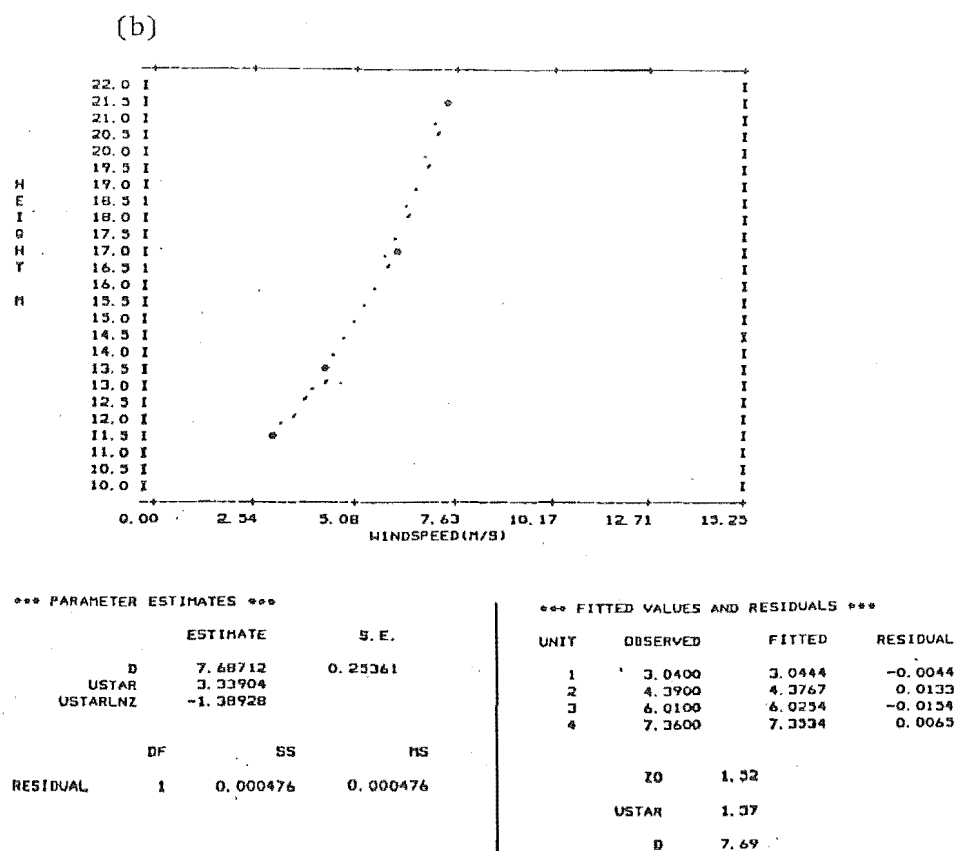 (b)
22.0 I I
21.5 I I
21.0 I I
20.5 I I
20.0 I I
19.5 I I
H 19.0 I I
E 18.5 1 I
I 18.0 I I
G 17.5 I I
H 17.0 I I
T 16.5 1 I
16.0 I I
M 15.5 I I
15.0 I I
14.5 I I
14.0 I I
13.5 I I
13.0 I I
12.5 I I
12.0 I I
11.5 I I
11.0 I I
10.5 I I
10.0 I I
0.00 2.54 5.08 7.63 10.17 12.71 15.25
WINDSPEED(M/S)
*** PARAMETER ESTIMATES ***
ESTIMATE S.E.
D 7.68712 0.25361
USTAR 3.33904
USTARLNZ -1.38928
DF SS MS
RESIDUAL 1 0.000476 0.000476
*** FITTED VALUES AND RESIDUALS ***
UNIT OBSERVED FITTED RESIDUAL
1 3.0400 3.0444 -0.0044
2 4.3900 4.3767 0.0133
3 6.0100 6.0254 -0.0154
4 7.3600 7.3534 0.0065
Z0 1.52
USTAR 1.37
D 7.69